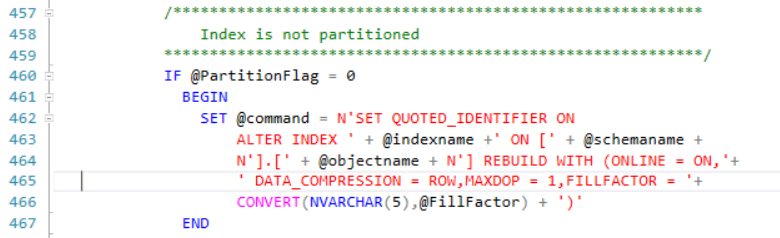 457 /**********************************************************
458 Index is not partitioned
459 ***********************************************************/
460 IF @PartitionFlag = 0
461 BEGIN
462 SET @command = N'SET QUOTED_IDENTIFIER ON
463 ALTER INDEX ' + @indexname +' ON [' + @schemaname +
464 N'].[' + @objectname + N'] REBUILD WITH (ONLINE = ON,'+
465 ' DATA_COMPRESSION = ROW,MAXDOP = 1,FILLFACTOR = '+
466 CONVERT(NVARCHAR(5),@FillFactor) + ')'
467 END